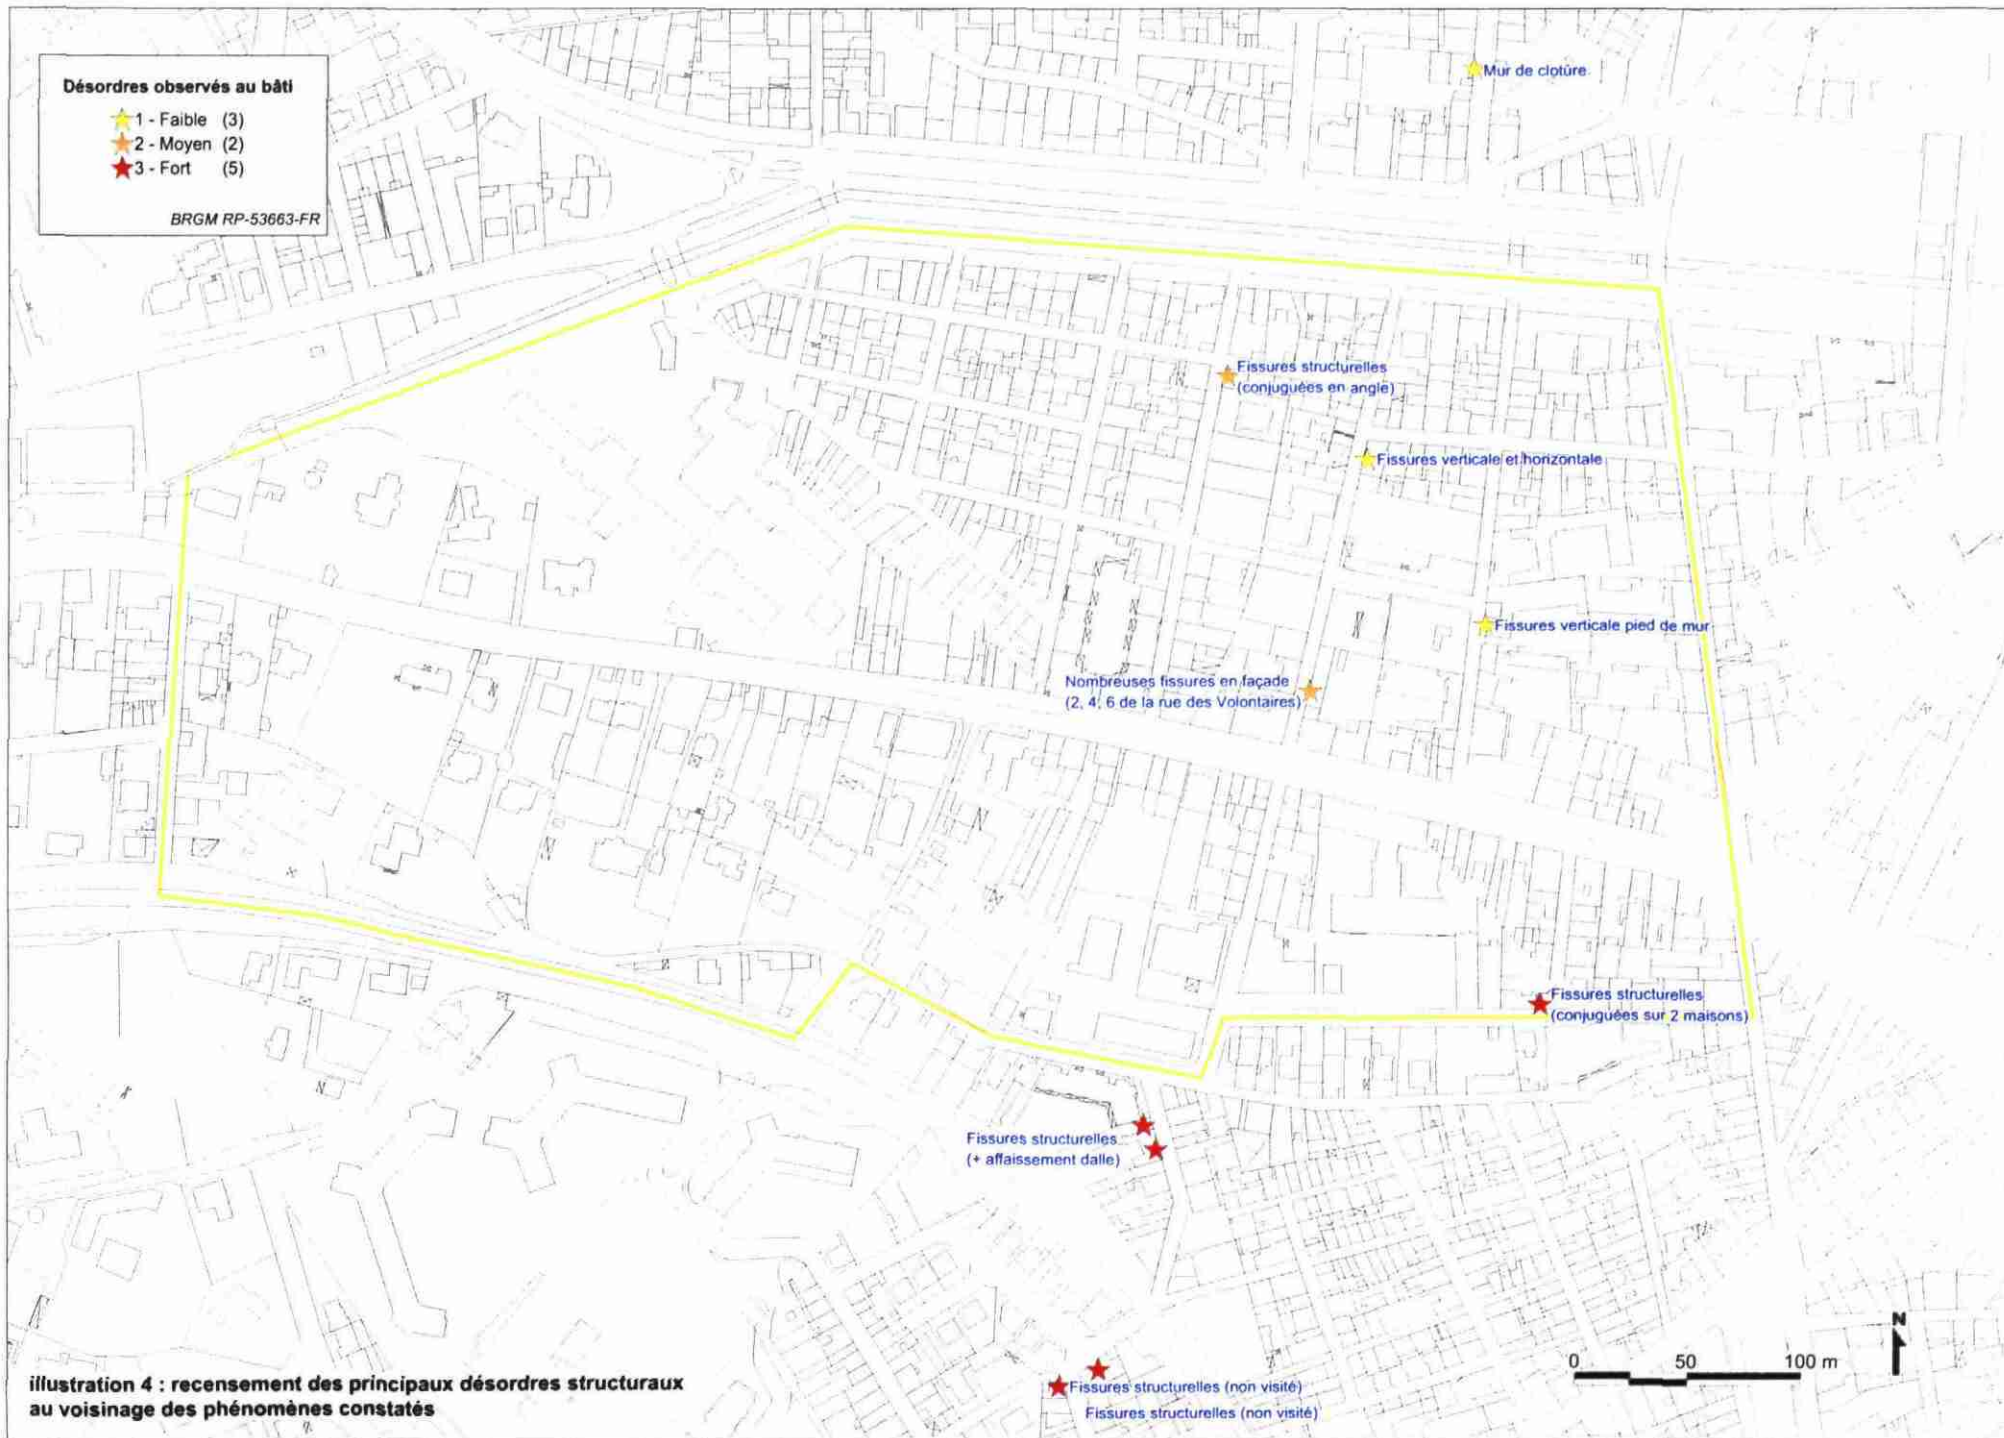 Désordres observés au bâti
1 - Faible (3)
2 - Moyen (2)
3 - Fort (5)
BRGM RP-53663-FR
Mur de clotûre
Fissures structurelles
(conjuguées en angle)
Fissures verticale et horizontale
Fissures verticale pied de mur
Nombreuses fissures en façade
(2, 4, 6 de la rue des Volontaires)
Fissures structurelles
(conjuguées sur 2 maisons)
Fissures structurelles
(+ affaissement dalle)
Fissures structurelles (non visité)
Fissures structurelles (non visité)
N
0 50 100 m
illustration 4 : recensement des principaux désordres structuraux
au voisinage des phénomènes constatés